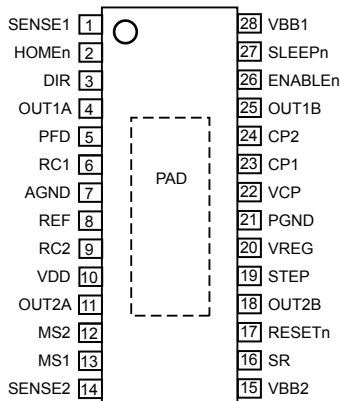 SENSE1 1 28 VBB1
HOMEn 2 27 SLEEPn
DIR 3 26 ENABLEn
OUT1A 4 25 OUT1B
PFD 5 24 CP2
RC1 6 23 CP1
PAD
AGND 7 22 VCP
REF 8 21 PGND
RC2 9 20 VREG
VDD 10 19 STEP
OUT2A 11 18 OUT2B
MS2 12 17 RESETn
MS1 13 16 SR
SENSE2 14 15 VBB2